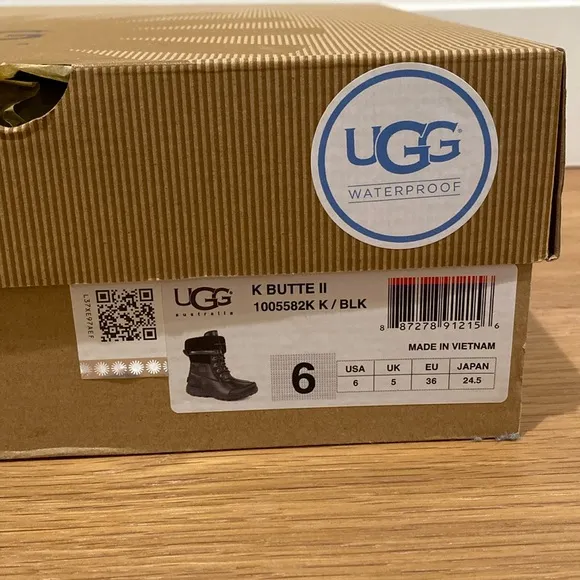 UGG®
WATERPROOF
L37XE97AEF
UGG®
australia
K BUTTE II
1005582K K / BLK
8 87278 91215 6
MADE IN VIETNAM
6
USA UK EU JAPAN
6 5 36 24.5